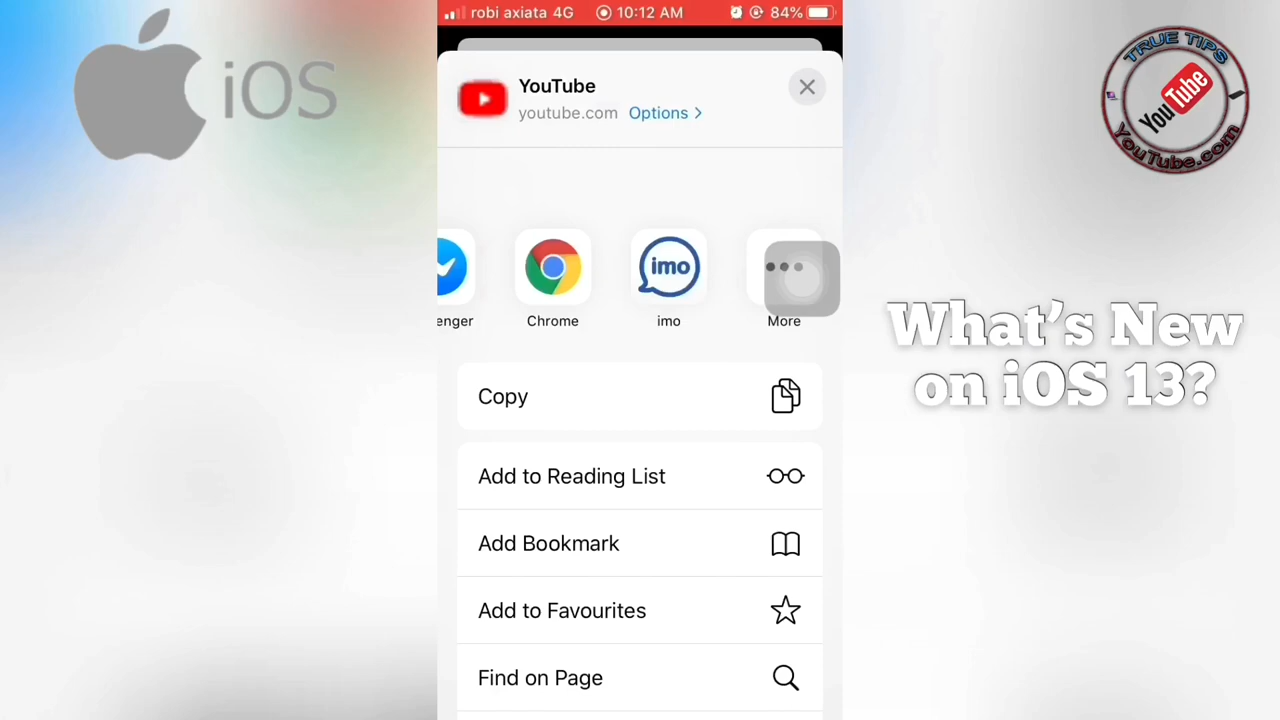 iOS
robi axiata 4G 10:12 AM 84%
YouTube
youtube.com Options >
enger
Chrome
imo
imo
More
Copy
Add to Reading List
Add Bookmark
Add to Favourites
Find on Page
TRUE TIPS
YouTube
YouTube.com
What's New
on iOS 13?